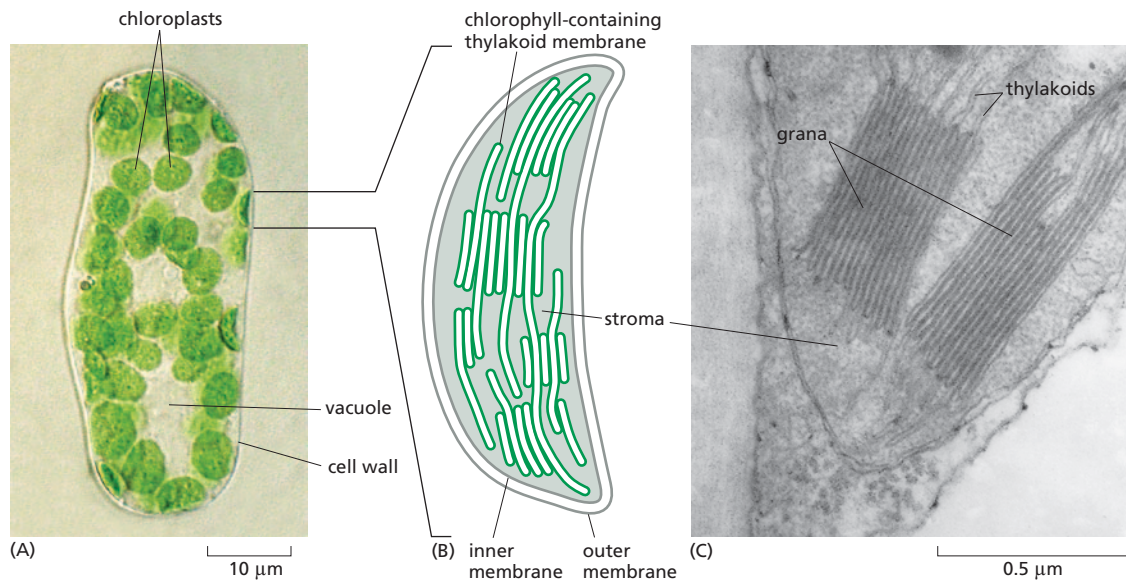 chloroplasts
chlorophyll-containing
thylakoid membrane
thylakoids
grana
stroma
vacuole
cell wall
(A)
10 µm
(B)
inner
membrane
outer
membrane
(C)
0.5 µm